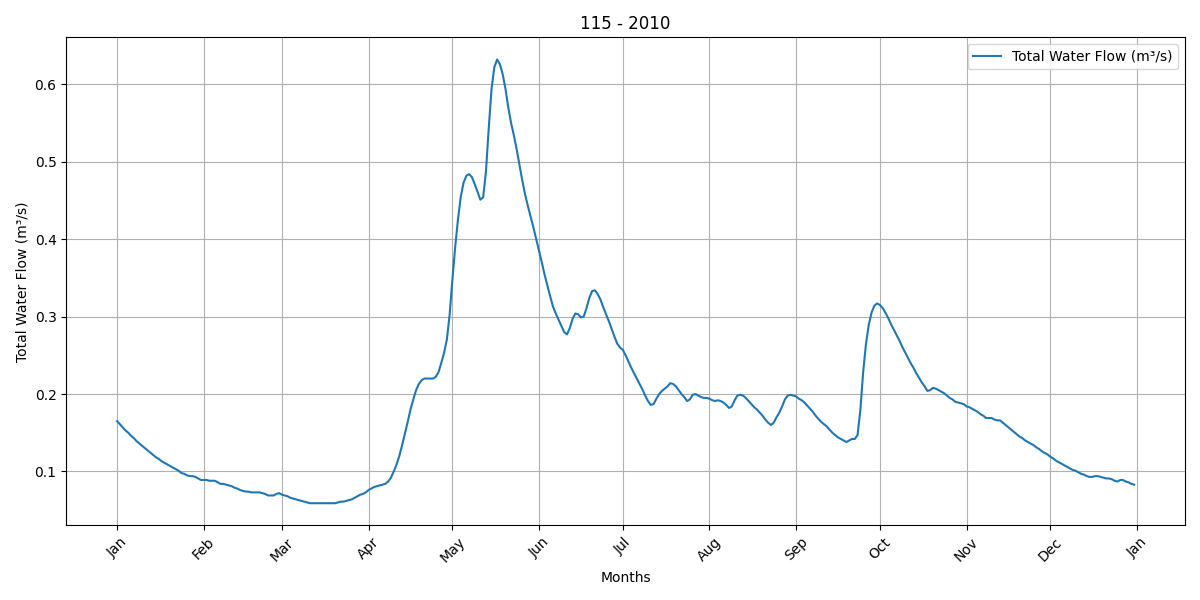 115 - 2010
Total Water Flow (m³/s)
Total Water Flow (m³/s)
0.6
0.5
0.4
0.3
0.2
0.1
Jan
Feb
Mar
Apr
May
Jun
Jul
Aug
Sep
Oct
Nov
Dec
Jan
Months